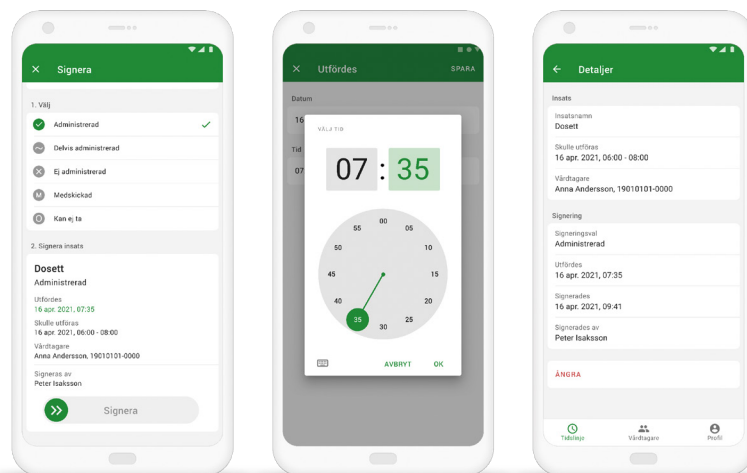 Signera
1. Välj
Administrerad
Delvis administrerad
Ej administrerad
M Medskickad
Kan ej ta
2. Signera insats
Dosett
Administrerad
Utfördes
16 apr. 2021, 07:35
Skulle utföras
16 apr. 2021, 06:00 - 08:00
Vårdtagare
Anna Andersson, 19010101-0000
Signeras av
Peter Isaksson
Signera
Utfördes SPARA
Datum
16
Tid
07
VÄLJ TID
07 : 35
00
05
10
15
20
25
30
35
40
45
50
55
AVBRYT OK
Detaljer
Insats
Insatsnamn
Dosett
Skulle utföras
16 apr. 2021, 06:00 - 08:00
Vårdtagare
Anna Andersson, 19010101-0000
Signering
Signeringsval
Administrerad
Utfördes
16 apr. 2021, 07:35
Signerades
16 apr. 2021, 09:41
Signerades av
Peter Isaksson
ÅNGRA
Tidslinje Vårdtagare Profil